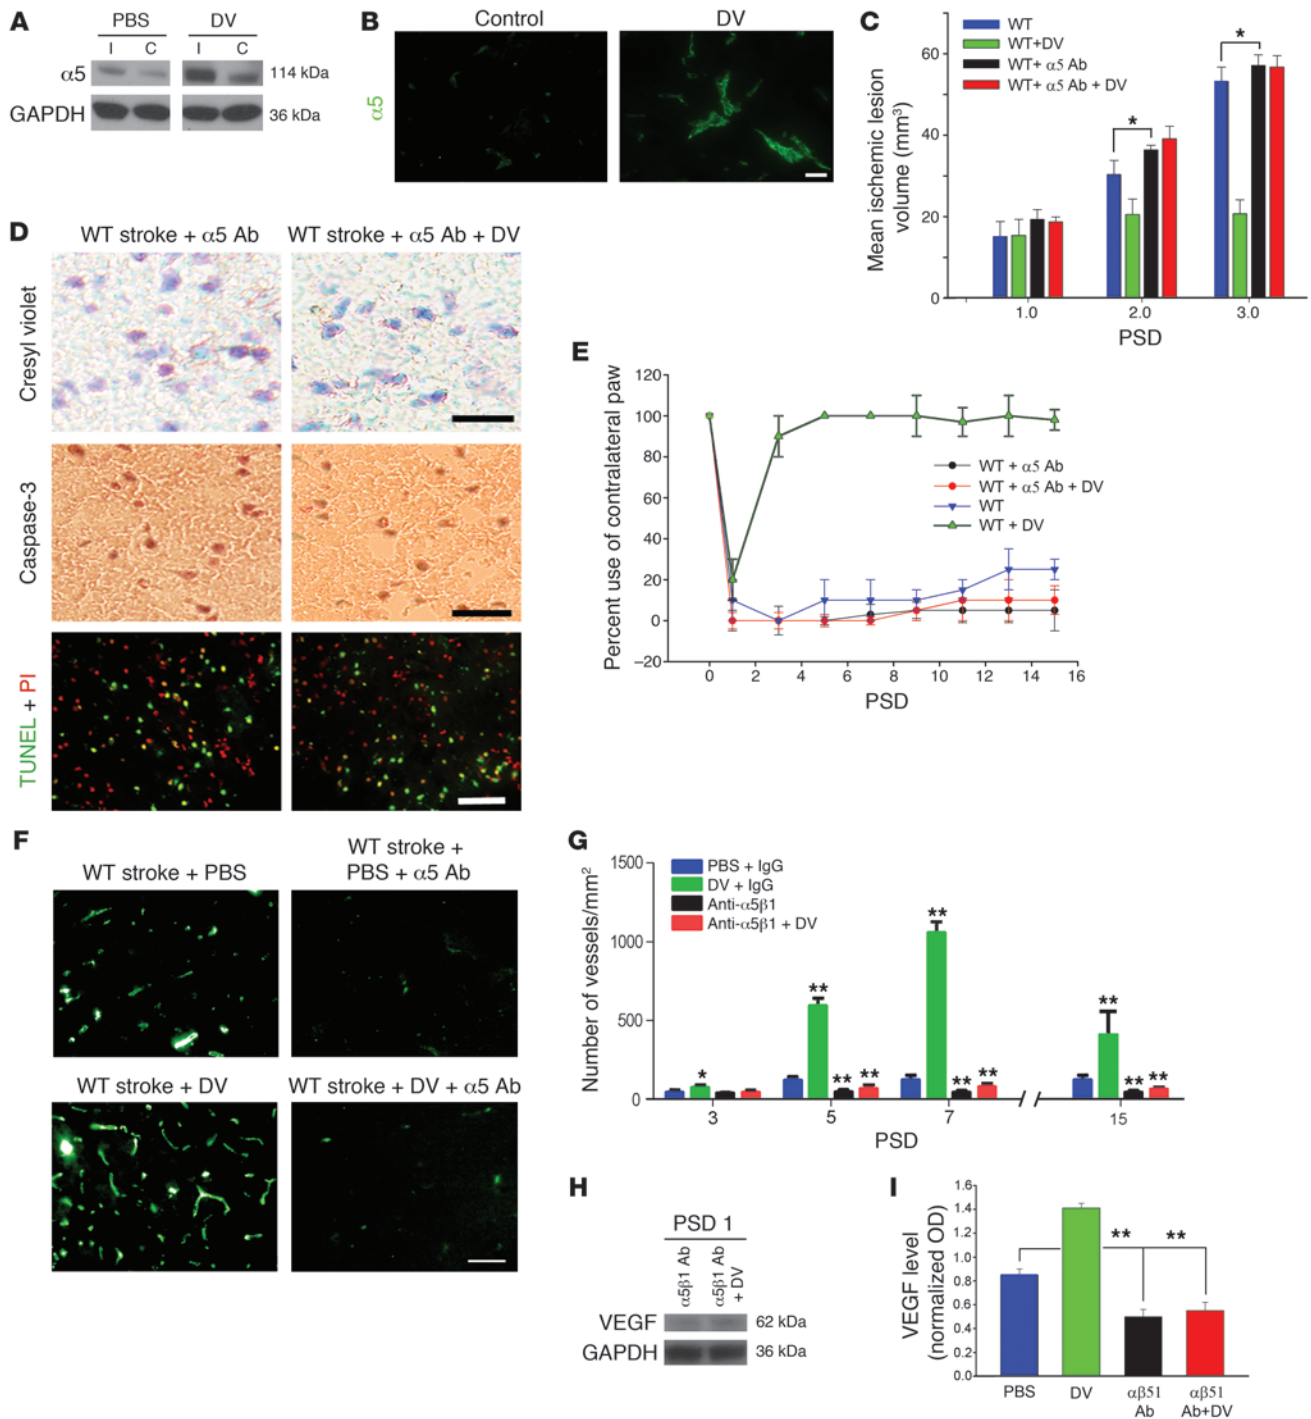 A
PBS DV
I C I C
α5 114 kDa
GAPDH 36 kDa
B
Control DV
α5
C
WT
WT+DV
WT+ α5 Ab
WT+ α5 Ab + DV
Mean ischemic lesion
volume (mm³)
60
40
20
0
* *
1.0 2.0 3.0
PSD
D
WT stroke + α5 Ab WT stroke + α5 Ab + DV
Cresyl violet
Caspase-3
TUNEL + PI
E
Percent use of contralateral paw
120
100
80
60
40
20
0
−20
WT + α5 Ab
WT + α5 Ab + DV
WT
WT + DV
0 2 4 6 8 10 12 14 16
PSD
F
WT stroke + PBS
WT stroke +
PBS + α5 Ab
WT stroke + DV WT stroke + DV + α5 Ab
G
Number of vessels/mm²
1500
1000
500
0
PBS + IgG
DV + IgG
Anti-α5β1
Anti-α5β1 + DV
* ** ** ** ** ** ** ** ** **
3 5 7 15
PSD
H
PSD 1
α5β1 Ab
α5β1 Ab
+ DV
VEGF 62 kDa
GAPDH 36 kDa
I
VEGF level
(normalized OD)
1.6
1.4
1.2
1.0
0.8
0.6
0.4
0.2
0.0
** **
PBS DV αβ51 αβ51
Ab Ab+DV